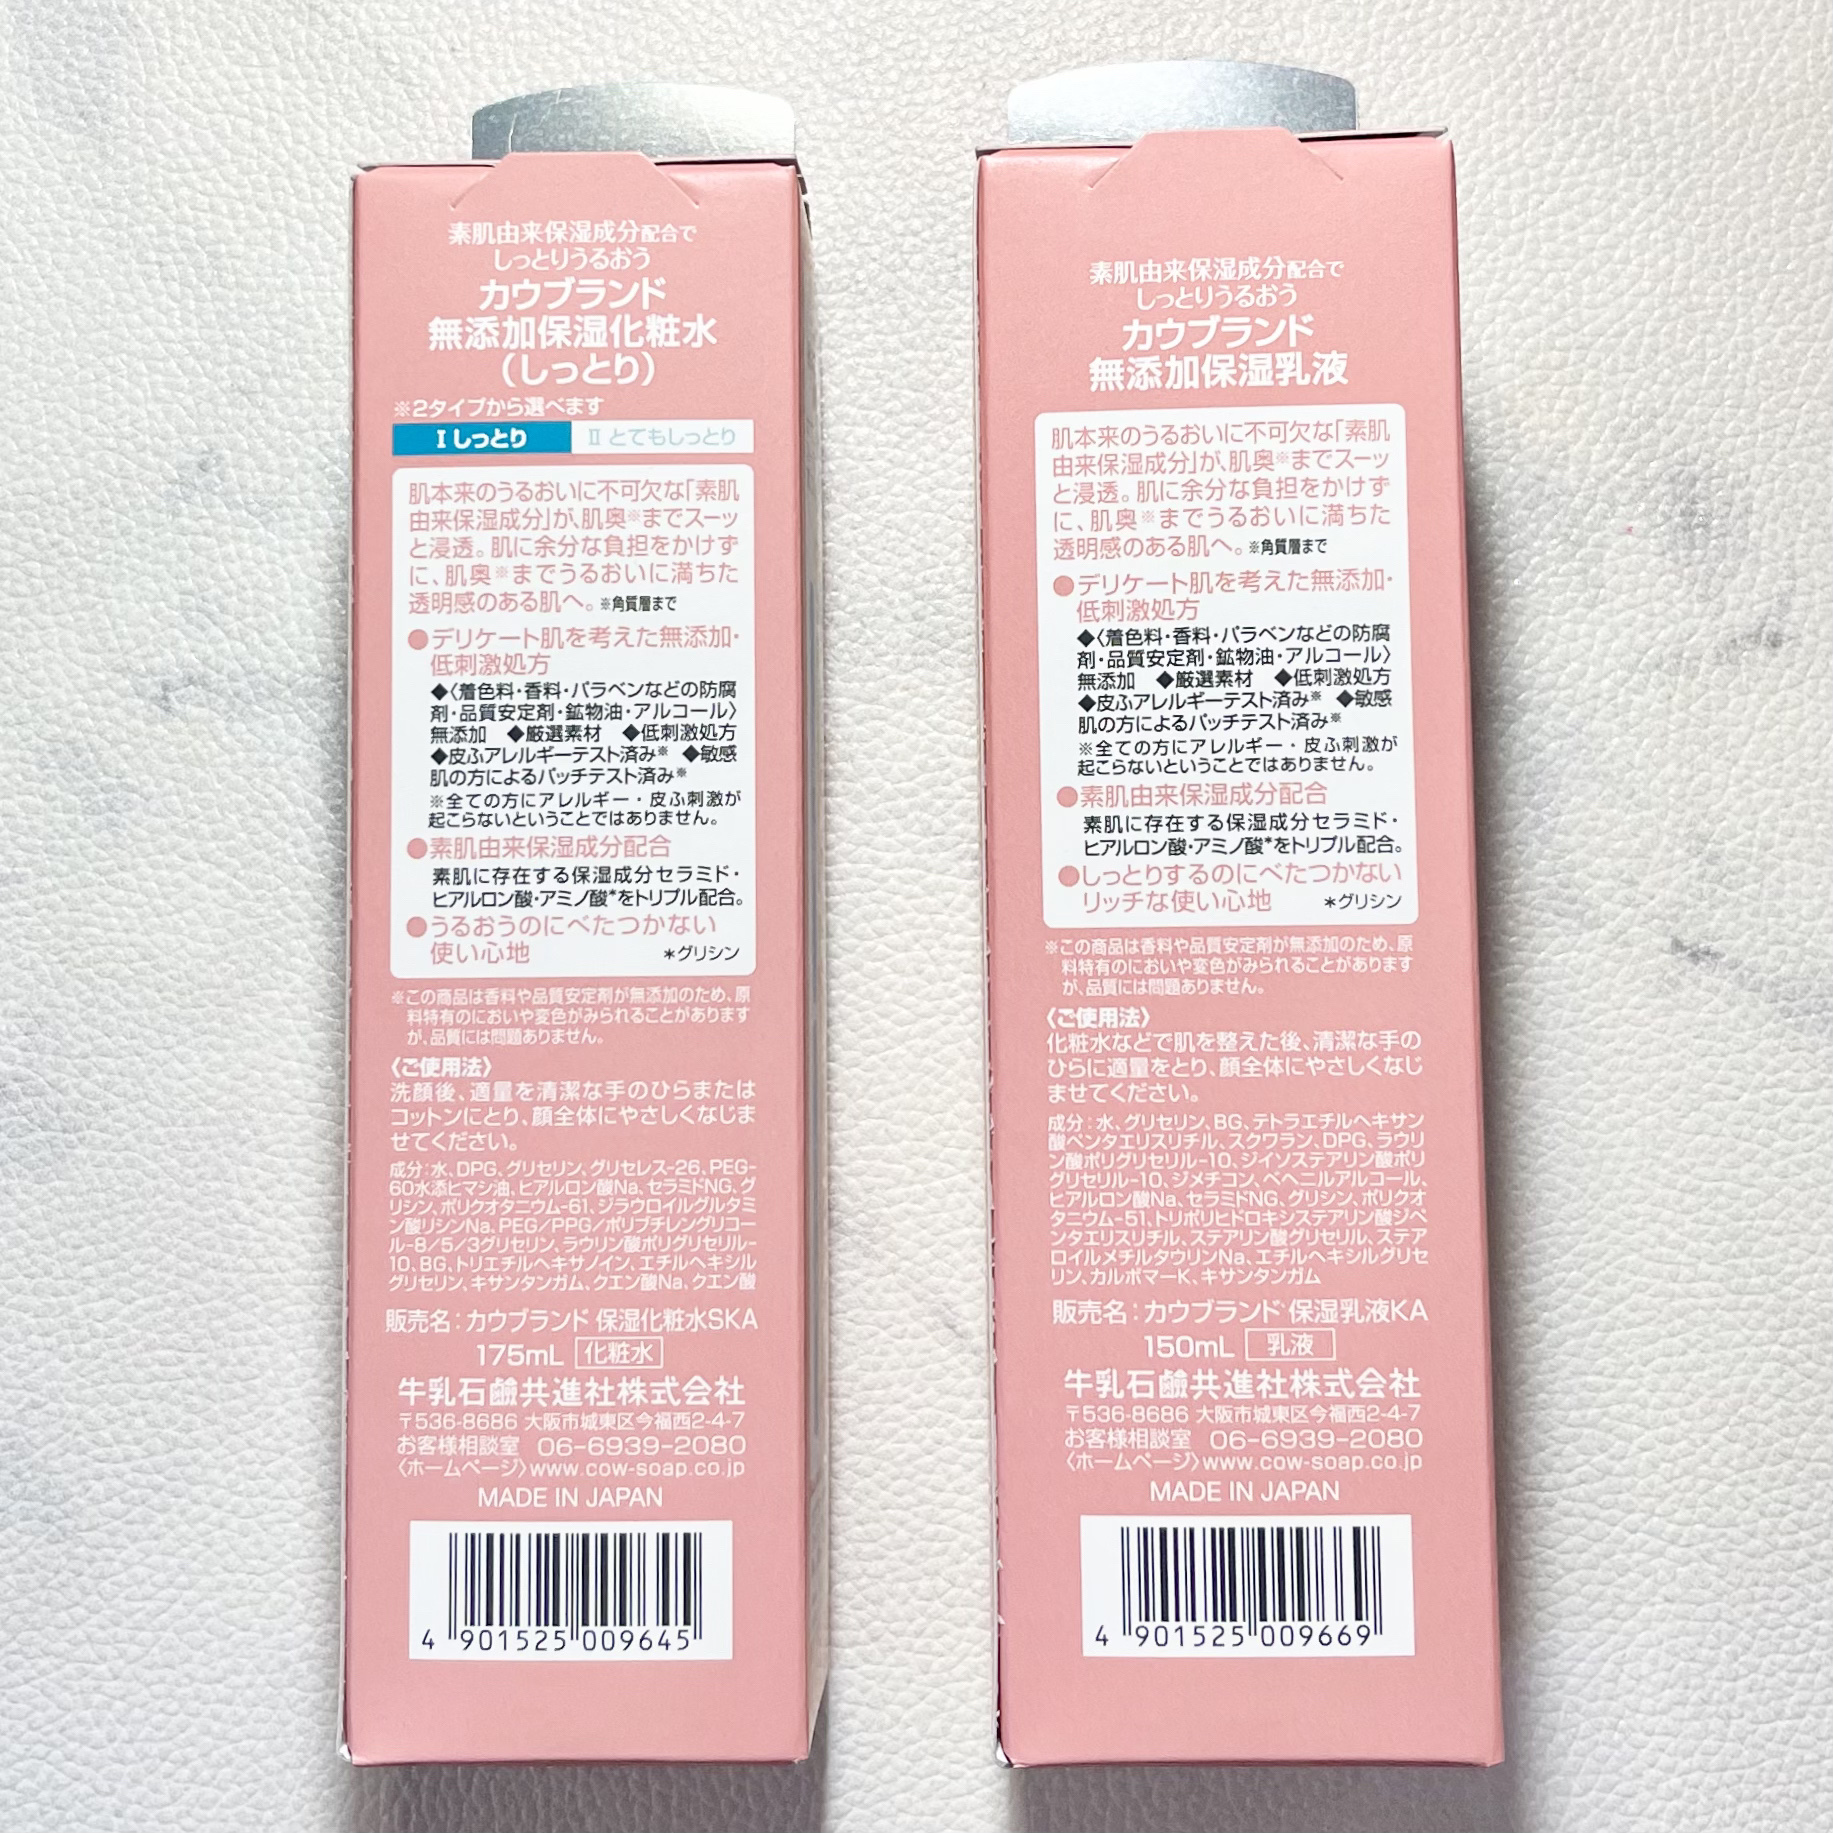 素肌由来保湿成分配合で
しっとりうるおう
カウブランド
無添加保湿化粧水
(しっとり)
※2タイプから選べます
I しっとり II とてもしっとり
肌本来のうるおいに不可欠な「素肌
由来保湿成分」が、肌奥※までスーッ
と浸透。肌に余分な負担をかけず
に、肌奥※までうるおいに満ちた
透明感のある肌へ。※角質層まで
●デリケート肌を考えた無添加・
低刺激処方
◆〈着色料・香料・パラベンなどの防腐
剤・品質安定剤・鉱物油・アルコール〉
無添加 ◆厳選素材 ◆低刺激処方
◆皮ふアレルギーテスト済み※ ◆敏感
肌の方によるパッチテスト済み※
※全ての方にアレルギー・皮ふ刺激が
起こらないということではありません。
●素肌由来保湿成分配合
素肌に存在する保湿成分セラミド・
ヒアルロン酸・アミノ酸*をトリプル配合。
●うるおうのにべたつかない
使い心地 *グリシン
※この商品は香料や品質安定剤が無添加のため、原
料特有のにおいや変色がみられることがあります
が、品質には問題ありません。
〈ご使用法〉
洗顔後、適量を清潔な手のひらまたは
コットンにとり、顔全体にやさしくなじま
せてください。
成分:水、DPG、グリセリン、グリセレス-26、PEG-
60水添ヒマシ油、ヒアルロン酸Na、セラミドNG、グ
リシン、ポリクオタニウム-61、ジラウロイルグルタミ
ン酸リシンNa、PEG/PPG/ポリブチレングリコー
ル-8/5/3グリセリン、ラウリン酸ポリグリセリル-
10、BG、トリエチルヘキサノイン、エチルヘキシル
グリセリン、キサンタンガム、クエン酸Na、クエン酸
販売名:カウブランド 保湿化粧水SKA
175mL 化粧水
牛乳石鹼共進社株式会社
〒536-8686 大阪市城東区今福西2-4-7
お客様相談室 06-6939-2080
〈ホームページ〉www.cow-soap.co.jp
MADE IN JAPAN
4 901525 009645
素肌由来保湿成分配合で
しっとりうるおう
カウブランド
無添加保湿乳液
肌本来のうるおいに不可欠な「素肌
由来保湿成分」が、肌奥※までスーッ
と浸透。肌に余分な負担をかけず
に、肌奥※までうるおいに満ちた
透明感のある肌へ。※角質層まで
●デリケート肌を考えた無添加・
低刺激処方
◆〈着色料・香料・パラベンなどの防腐
剤・品質安定剤・鉱物油・アルコール〉
無添加 ◆厳選素材 ◆低刺激処方
◆皮ふアレルギーテスト済み※ ◆敏感
肌の方によるパッチテスト済み※
※全ての方にアレルギー・皮ふ刺激が
起こらないということではありません。
●素肌由来保湿成分配合
素肌に存在する保湿成分セラミド・
ヒアルロン酸・アミノ酸*をトリプル配合。
●しっとりするのにべたつかない
リッチな使い心地 *グリシン
※この商品は香料や品質安定剤が無添加のため、原
料特有のにおいや変色がみられることがあります
が、品質には問題ありません。
〈ご使用法〉
化粧水などで肌を整えた後、清潔な手の
ひらに適量をとり、顔全体にやさしくなじ
ませてください。
成分:水、グリセリン、BG、テトラエチルヘキサン
酸ペンタエリスリチル、スクワラン、DPG、ラウリ
ン酸ポリグリセリル-10、ジイソステアリン酸ポリ
グリセリル-10、ジメチコン、ベヘニルアルコール、
ヒアルロン酸Na、セラミドNG、グリシン、ポリクオ
タニウム-51、トリポリヒドロキシステアリン酸ジペ
ンタエリスリチル、ステアリン酸グリセリル、ステア
ロイルメチルタウリンNa、エチルヘキシルグリセ
リン、カルボマーK、キサンタンガム
販売名:カウブランド 保湿乳液KA
150mL 乳液
牛乳石鹼共進社株式会社
〒536-8686 大阪市城東区今福西2-4-7
お客様相談室 06-6939-2080
〈ホームページ〉www.cow-soap.co.jp
MADE IN JAPAN
4 901525 009669